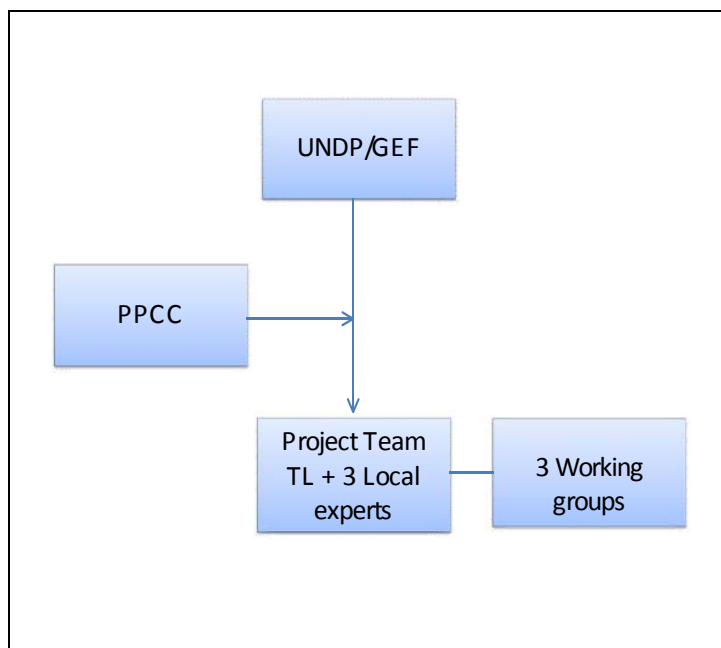 UNDP/GEF
PPCC
Project Team
TL + 3 Local
experts
3 Working
groups